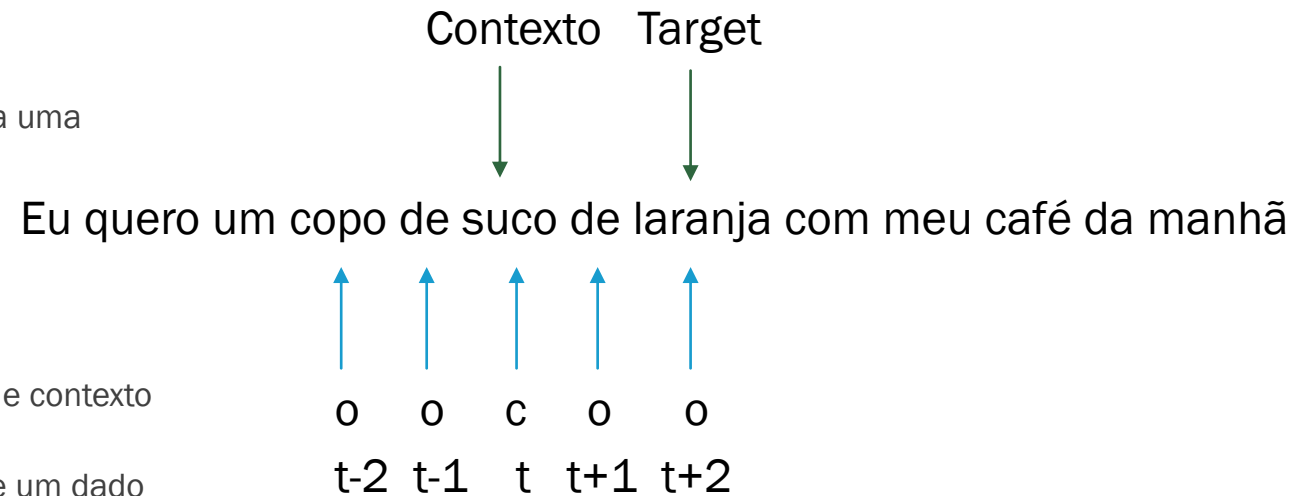 Contexto Target
a uma
Eu quero um copo de suco de laranja com meu café da manhã
e contexto
o o c o o
t-2 t-1 t t+1 t+2
e um dado